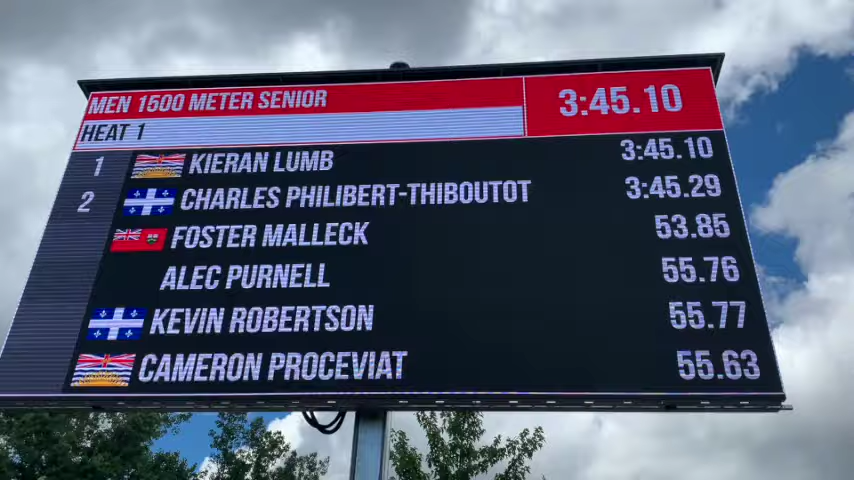 MEN 1500 METER SENIOR 3:45.10
HEAT 1
1 KIERAN LUMB 3:45.10
2 CHARLES PHILIBERT-THIBOUTOT 3:45.29
FOSTER MALLECK 53.85
ALEC PURNELL 55.76
KEVIN ROBERTSON 55.77
CAMERON PROCEVIAT 55.63